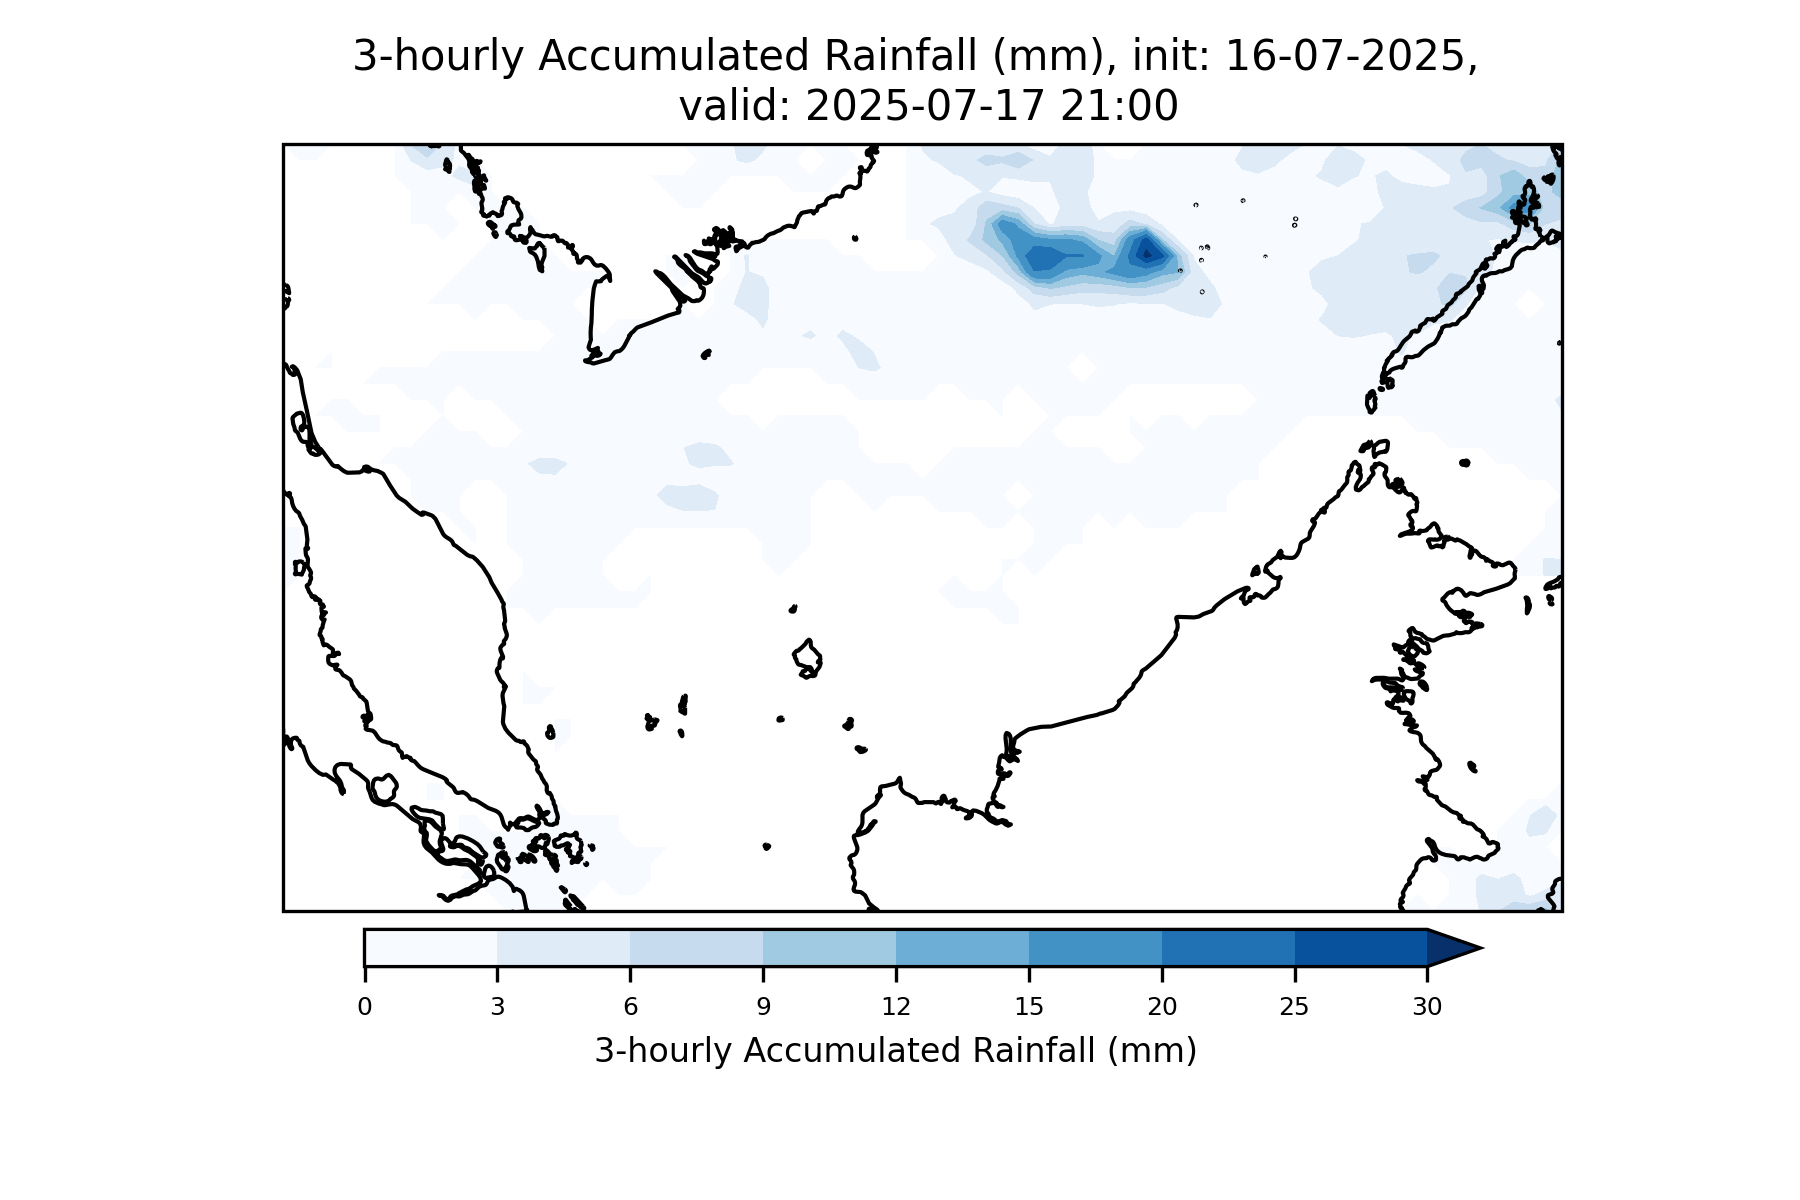 3-hourly Accumulated Rainfall (mm), init: 16-07-2025,
valid: 2025-07-17 21:00
0 3 6 9 12 15 20 25 30
3-hourly Accumulated Rainfall (mm)